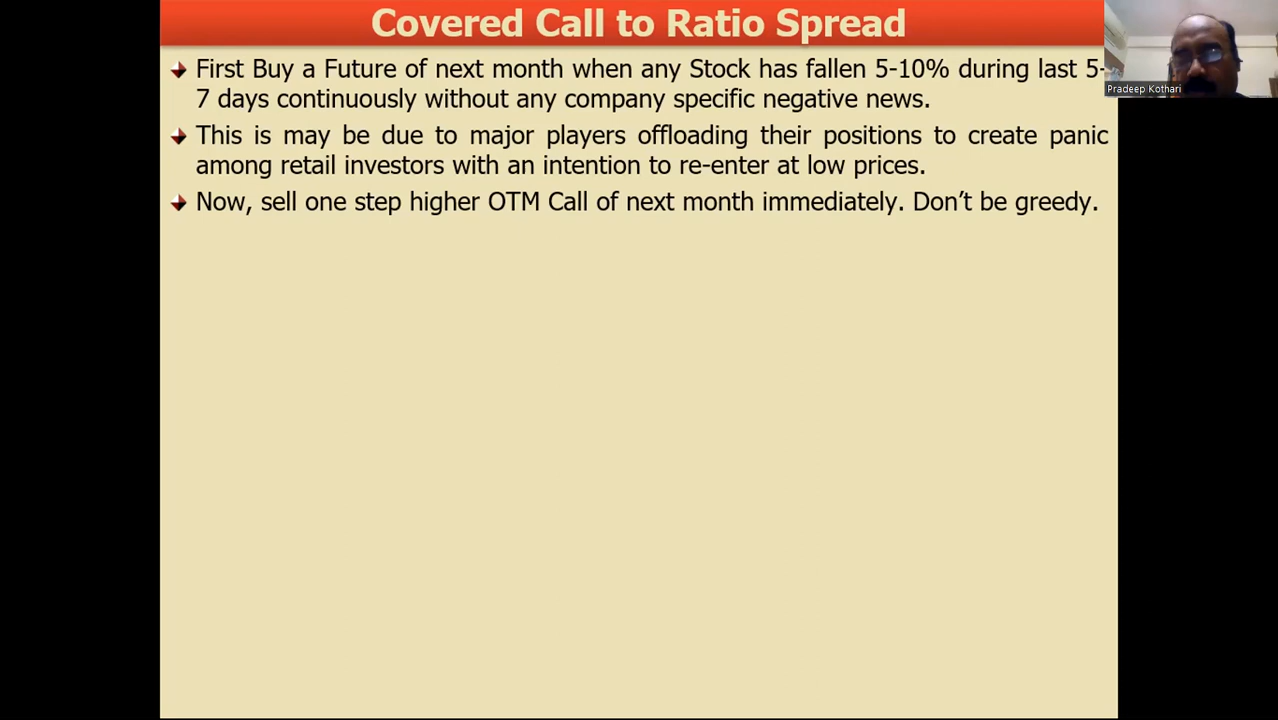 Covered Call to Ratio Spread
First Buy a Future of next month when any Stock has fallen 5-10% during last 5-
7 days continuously without any company specific negative news.
This is may be due to major players offloading their positions to create panic
among retail investors with an intention to re-enter at low prices.
Now, sell one step higher OTM Call of next month immediately. Don’t be greedy.
Pradeep Kothari